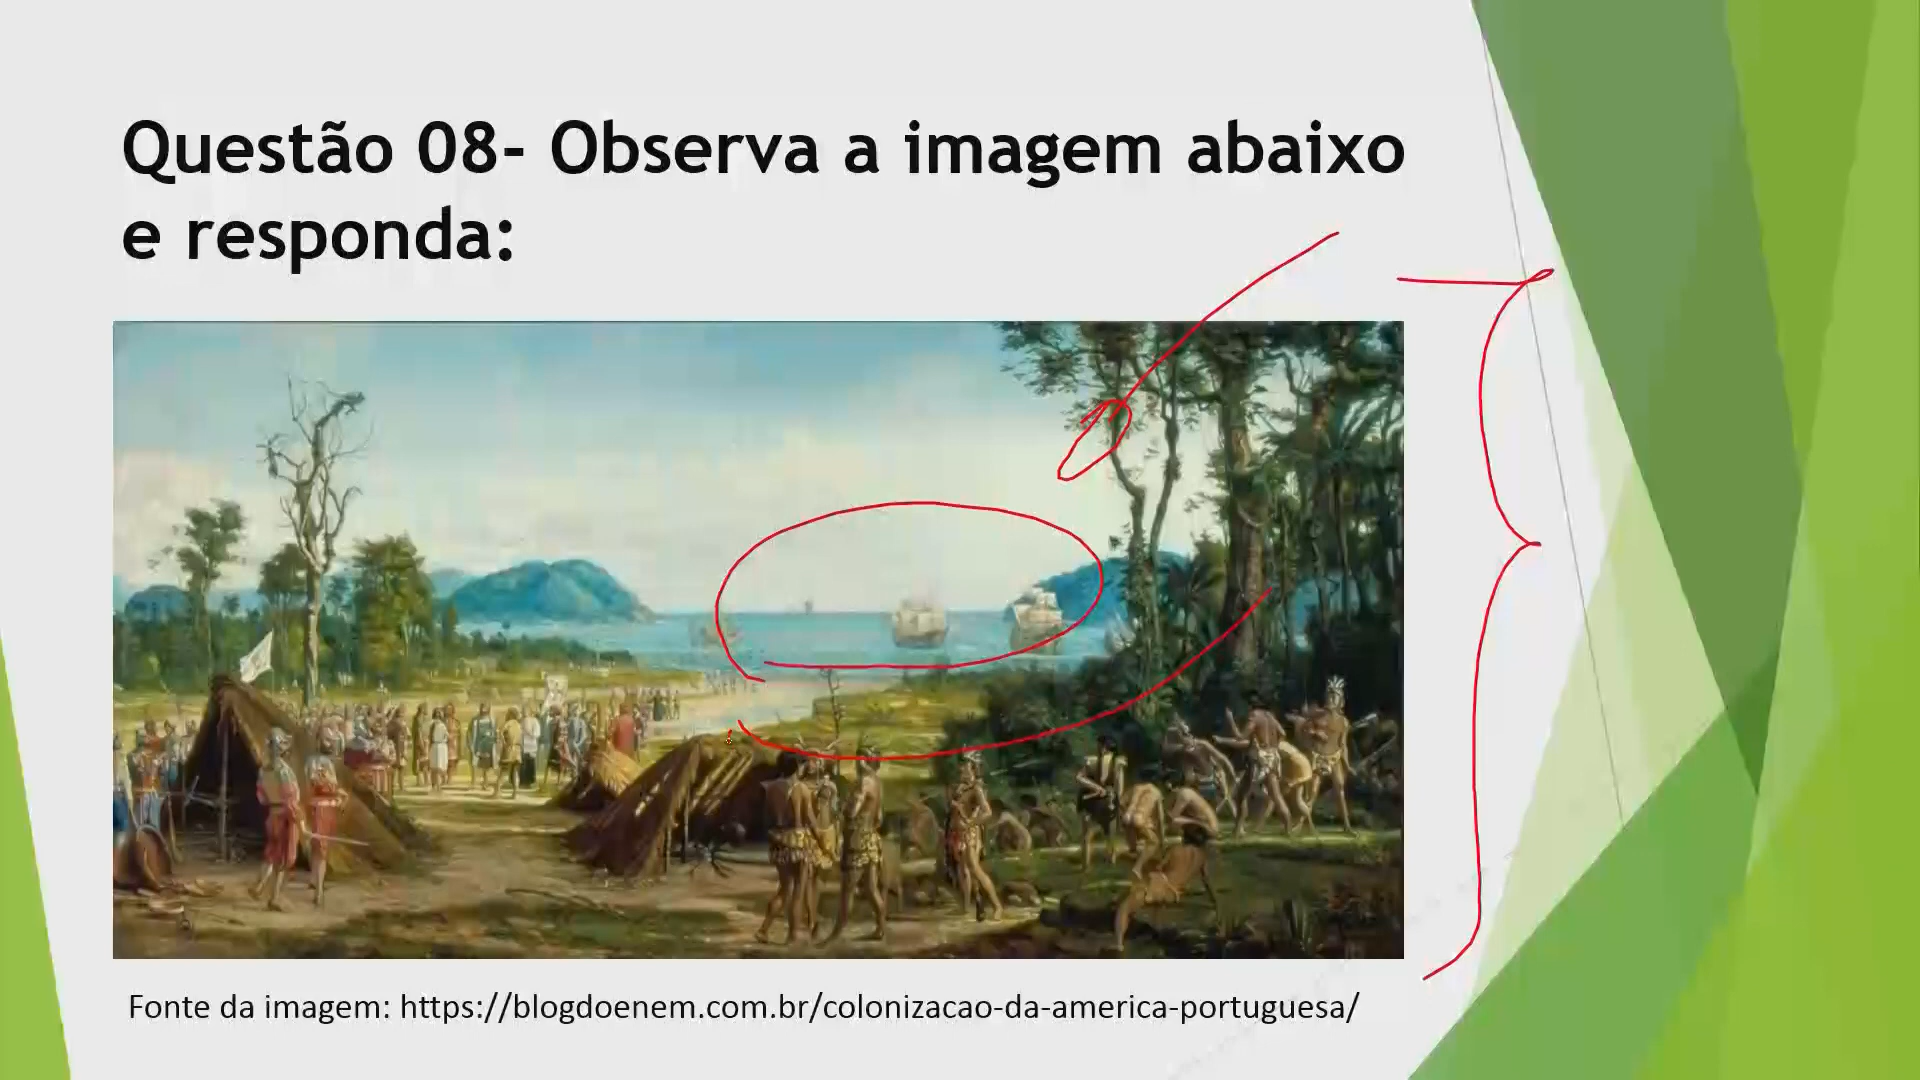 Questão 08- Observa a imagem abaixo
e responda:
Fonte da imagem: https://blogdoenem.com.br/colonizacao-da-america-portuguesa/